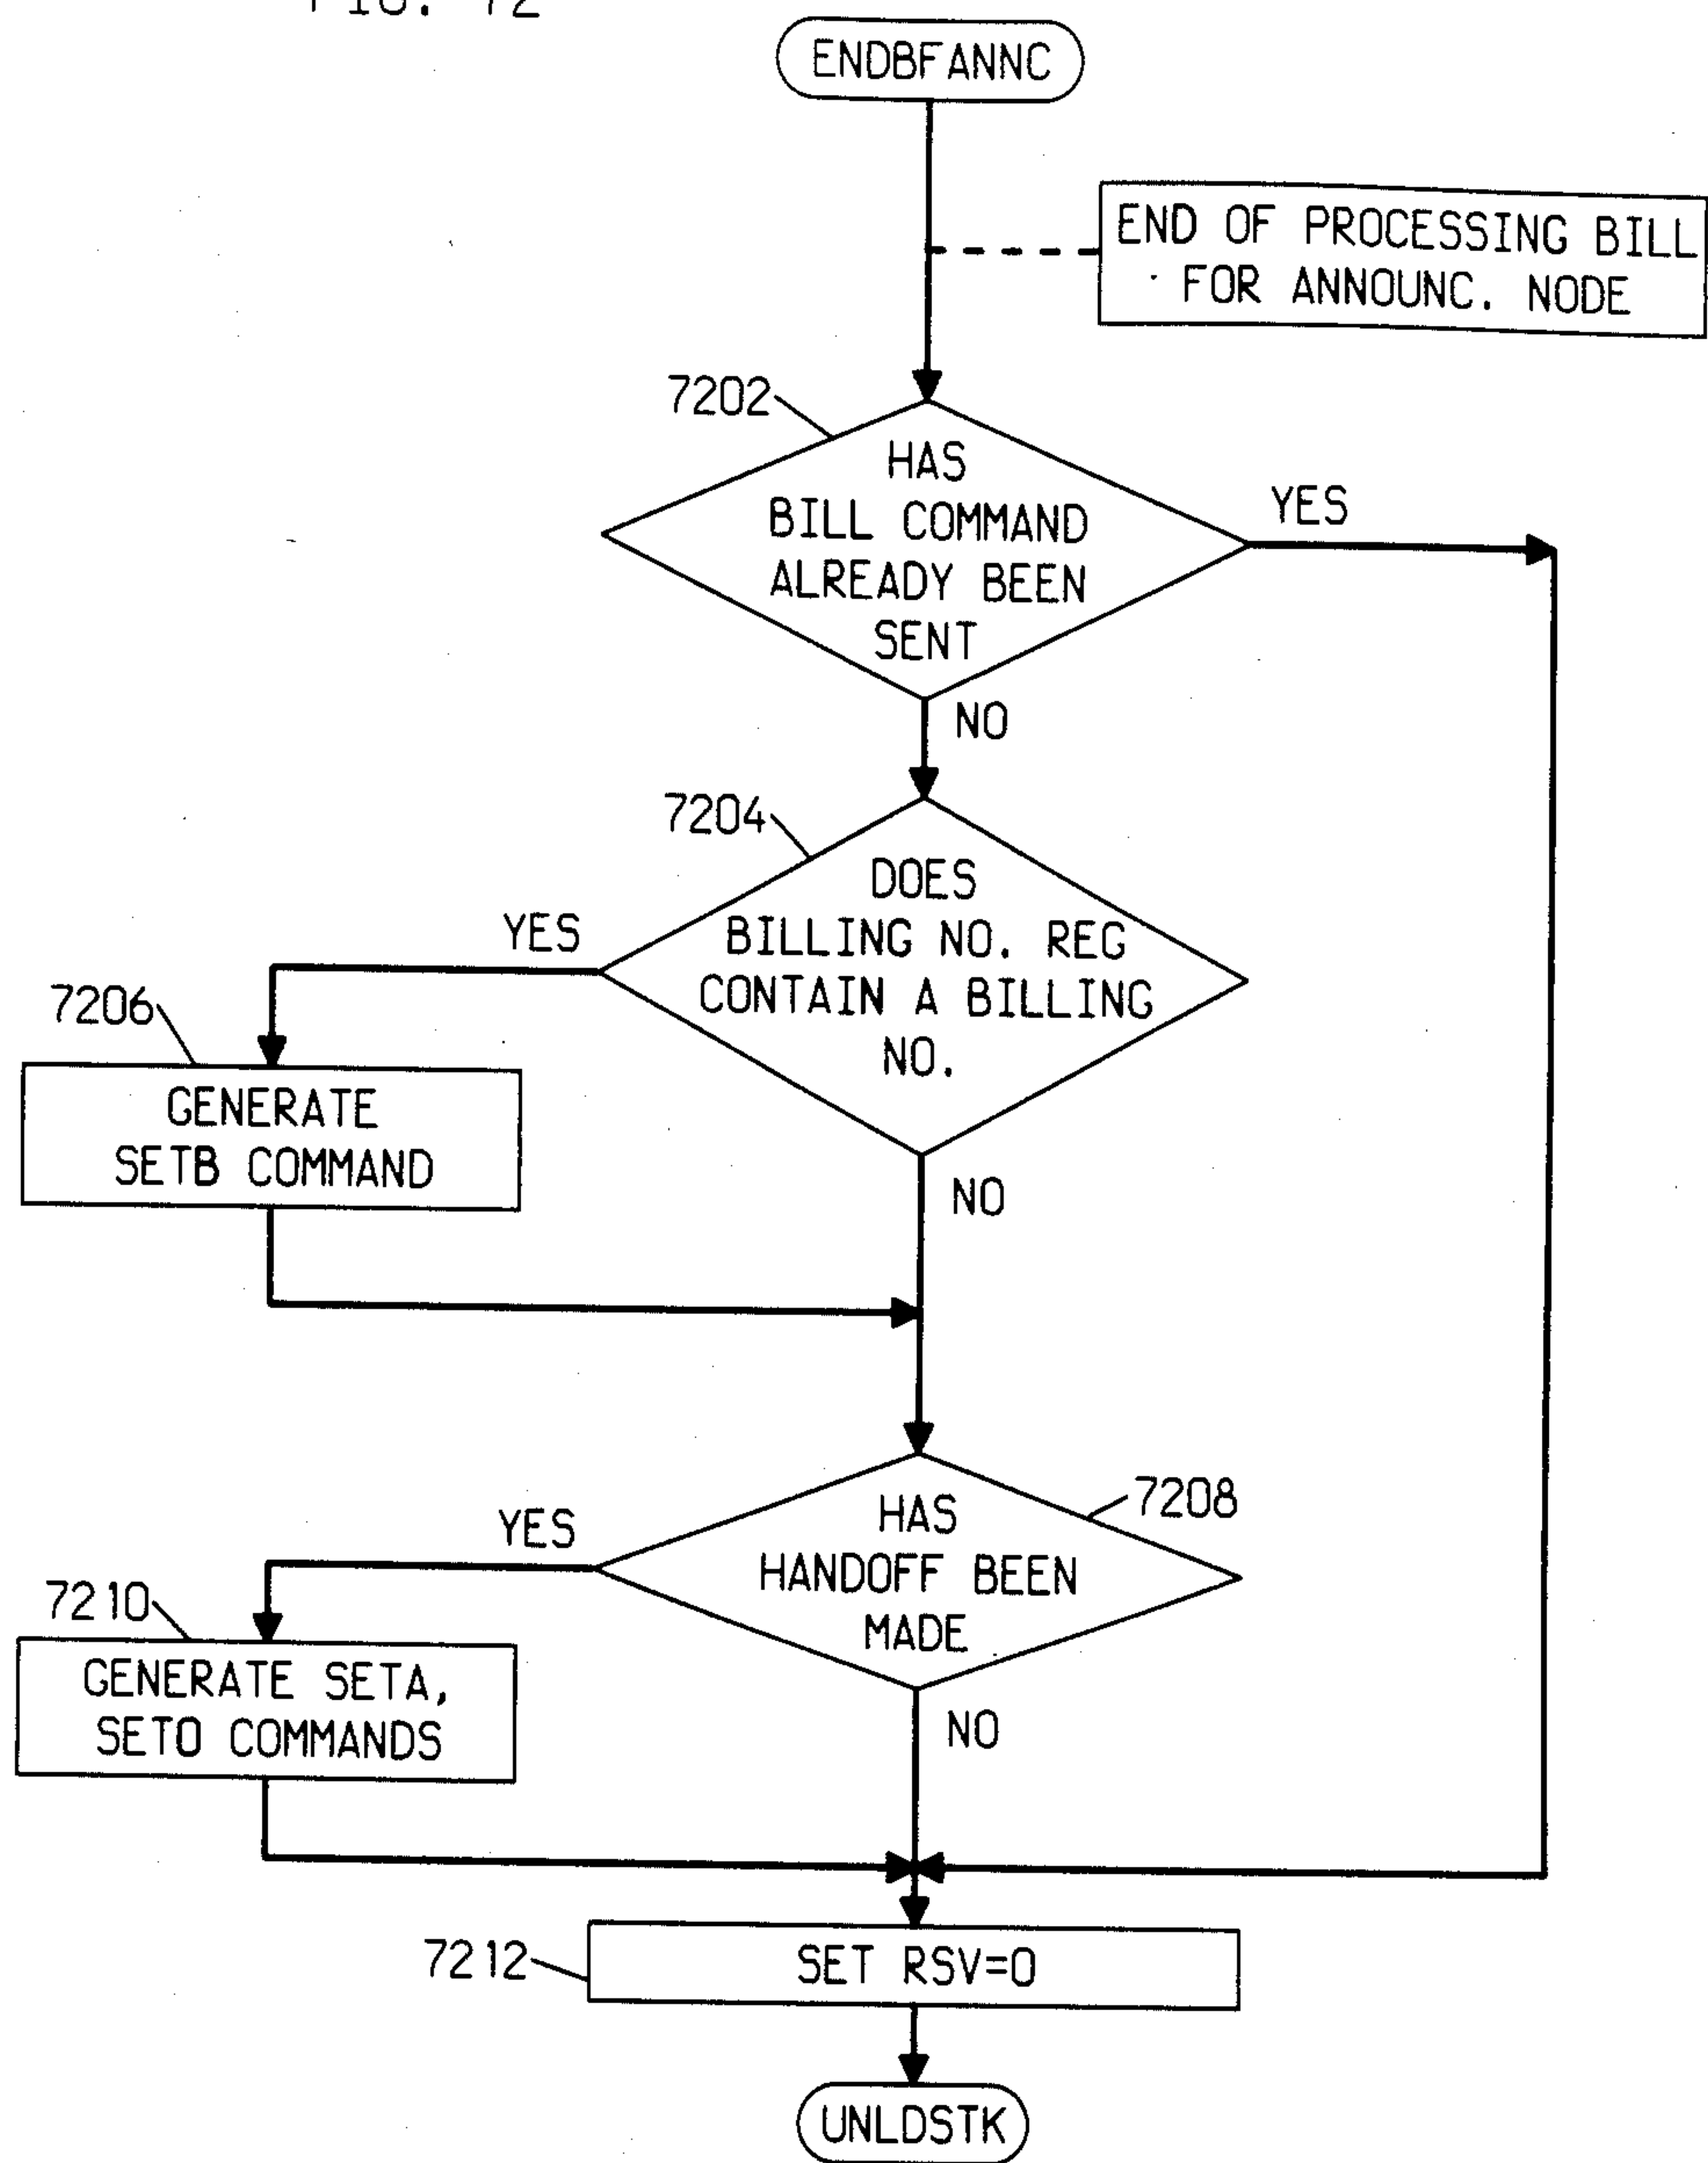 FIG. 72
ENDBFANNC
END OF PROCESSING BILL
FOR ANNOUNC. NODE
7202
HAS
BILL COMMAND
ALREADY BEEN
SENT
YES
NO
7204
DOES
BILLING NO. REG
CONTAIN A BILLING
NO.
YES
7206
GENERATE
SETB COMMAND
NO
7208
HAS
HANDOFF BEEN
MADE
YES
7210
GENERATE SETA,
SETO COMMANDS
NO
7212
SET RSV=0
UNLDSTK